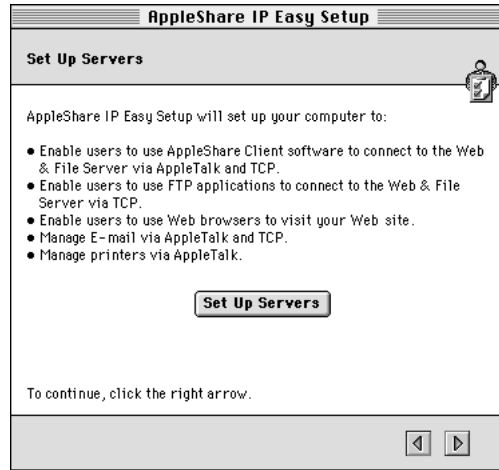 AppleShare IP Easy Setup
Set Up Servers
AppleShare IP Easy Setup will set up your computer to:
● Enable users to use AppleShare Client software to connect to the Web
& File Server via AppleTalk and TCP.
● Enable users to use FTP applications to connect to the Web & File
Server via TCP.
● Enable users to use Web browsers to visit your Web site.
● Manage E-mail via AppleTalk and TCP.
● Manage printers via AppleTalk.
Set Up Servers
To continue, click the right arrow.